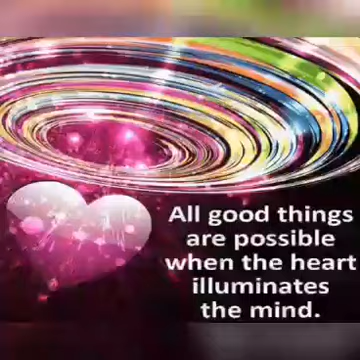 All good things
are possible
when the heart
illuminates
the mind.